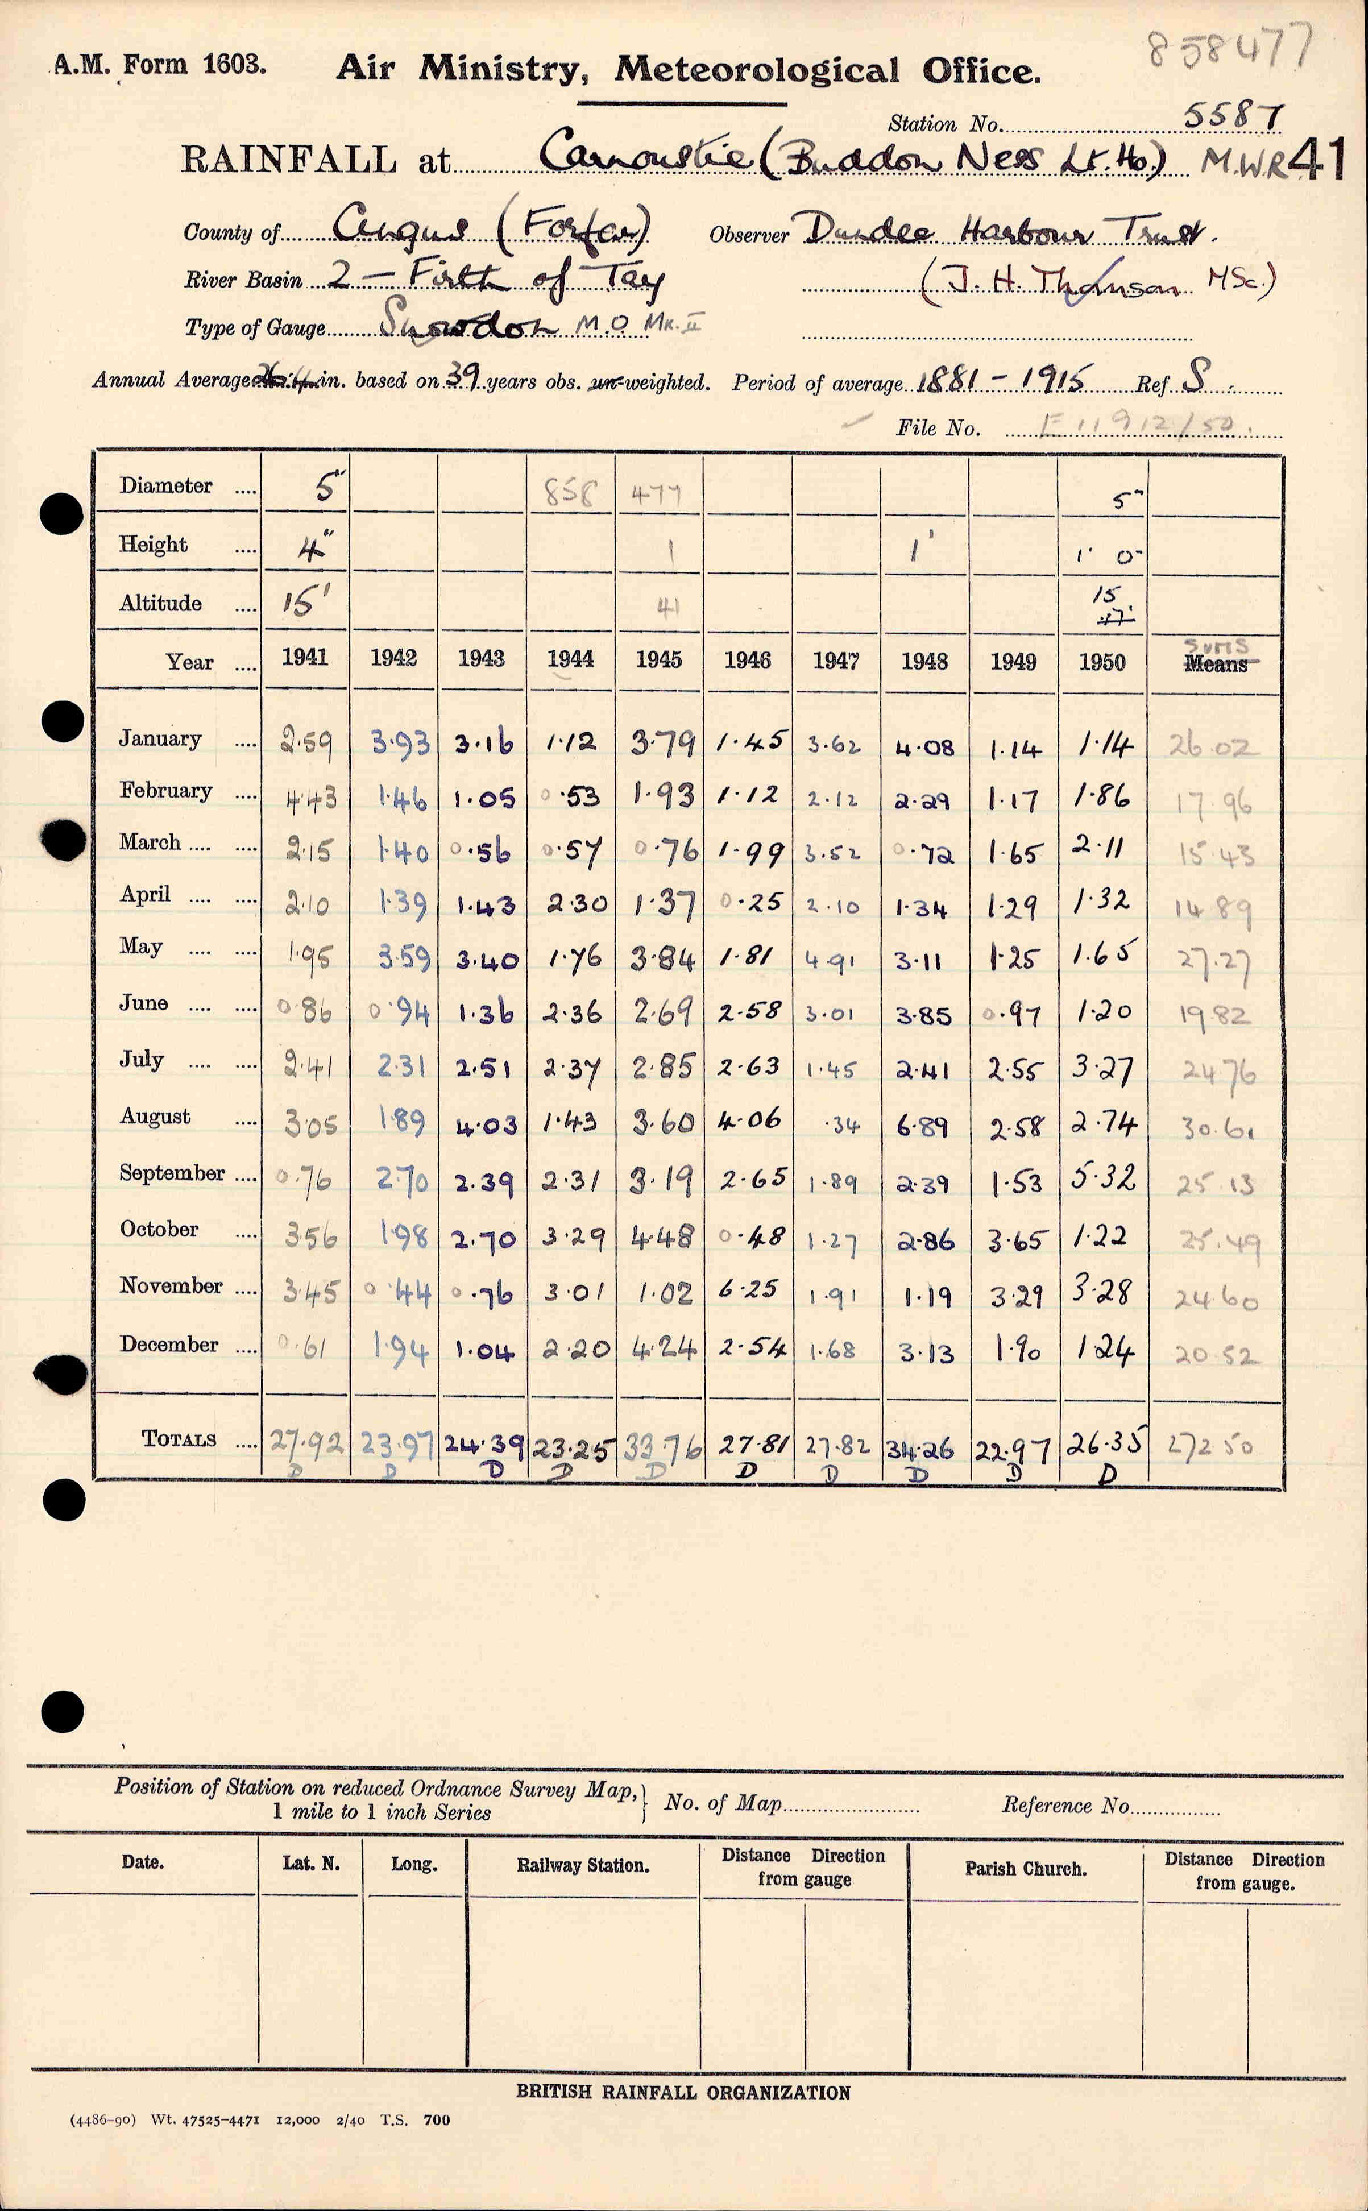 858477
A.M. Form 1603.
Air Ministry, Meteorological Office.
Station No. 5587
RAINFALL at Carnoustie (Buddon Ness Lt. Ho.) M.W.R 41
County of Angus (Forfar) Observer Dundee Harbour Trust.
River Basin 2 — Firth of Tay (J. H. Thomson MSc.)
Type of Gauge Snowdon M.O Mk. II
Annual Average in. based on 39 years obs. un-weighted. Period of average 1881 – 1915 Ref. S.
File No. E11912/50.
Diameter .... 5" 858 477 5"
Height .... 4" 1 1' 1' 0"
Altitude .... 15' 41 15
17'
Sums
Year .... 1941 1942 1943 1944 1945 1946 1947 1948 1949 1950 Means
January .... 2.59 3.93 3.16 1.12 3.79 1.45 3.62 4.08 1.14 1.14 26.02
February .... 4.43 1.46 1.05 0.53 1.93 1.12 2.12 2.29 1.17 1.86 17.96
March .... .... 2.15 1.40 0.56 0.57 0.76 1.99 3.52 0.72 1.65 2.11 15.43
April .... .... 2.10 1.39 1.43 2.30 1.37 0.25 2.10 1.34 1.29 1.32 14.89
May .... .... 1.95 3.59 3.40 1.76 3.84 1.81 4.91 3.11 1.25 1.65 27.27
June .... .... 0.86 0.94 1.36 2.36 2.69 2.58 3.01 3.85 0.97 1.20 19.82
July .... .... 2.41 2.31 2.51 2.37 2.85 2.63 1.45 2.41 2.55 3.27 24.76
August .... 3.05 1.89 4.03 1.43 3.60 4.06 .34 6.89 2.58 2.74 30.61
September .... 0.76 2.70 2.39 2.31 3.19 2.65 1.89 2.39 1.53 5.32 25.13
October .... 3.56 1.98 2.70 3.29 4.48 0.48 1.27 2.86 3.65 1.22 25.49
November .... 3.45 0.44 0.76 3.01 1.02 6.25 1.91 1.19 3.29 3.28 24.60
December .... 0.61 1.94 1.04 2.20 4.24 2.54 1.68 3.13 1.90 1.24 20.52
TOTALS .... 27.92 23.97 24.39 23.25 33.76 27.81 27.82 34.26 22.97 26.35 272.50
D D D D D D D D D D
Position of Station on reduced Ordnance Survey Map, }
1 mile to 1 inch Series
No. of Map Reference No.
Date. Lat. N. Long. Railway Station. Distance Direction from gauge Parish Church. Distance Direction from gauge.
BRITISH RAINFALL ORGANIZATION
(4486-90) Wt. 47525-4471 12,000 2/40 T.S. 700